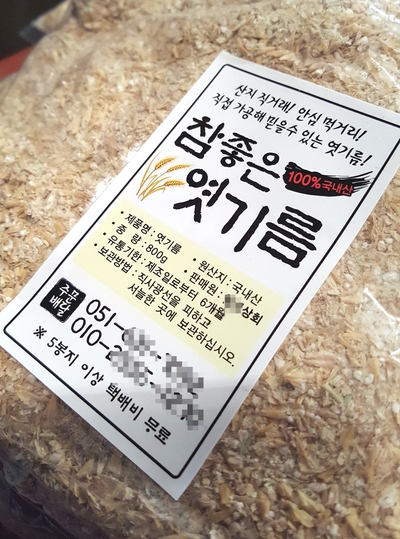 산지 직거래! 안심 먹거리!
직접 가공해 믿을수 있는 엿기름!
참좋은
100%국내산
엿기름
• 제품명 : 엿기름 • 원산지 : 국내산
• 중 량 : 800g • 판매원 : 상회
• 유통기한 : 제조일로부터 6개월
• 보관방법 : 직사광선을 피하고
서늘한 곳에 보관하십시오.
주문
배달
051-
010-
※ 5봉지 이상 택배비 무료